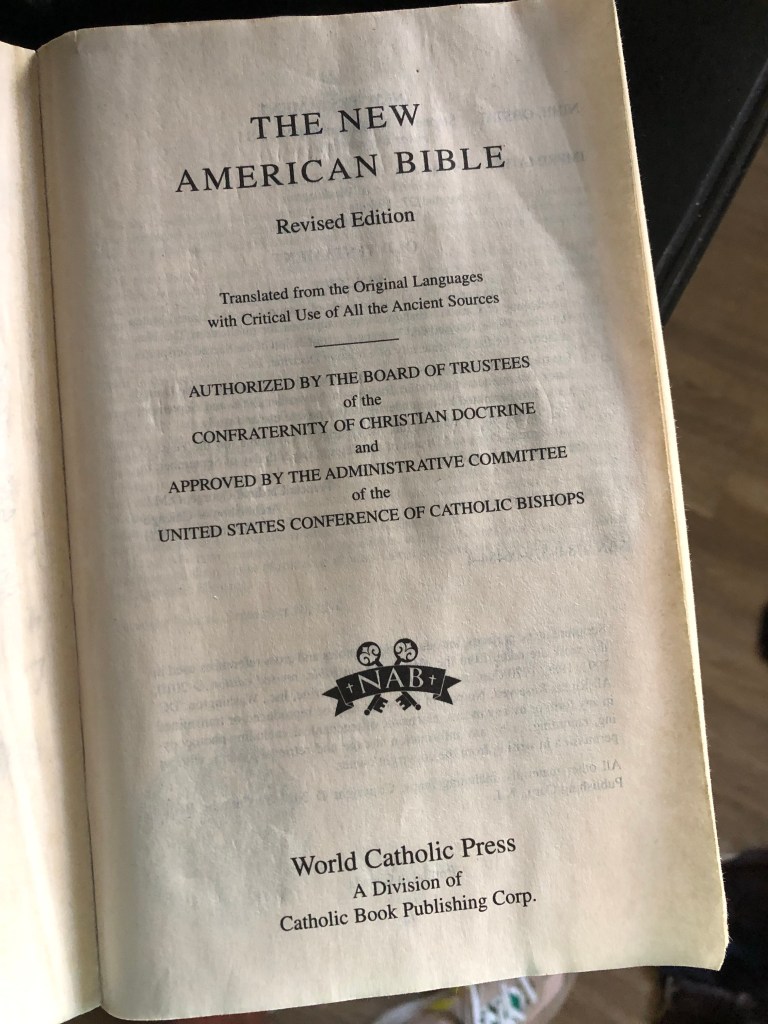 THE NEW
AMERICAN BIBLE
Revised Edition
Translated from the Original Languages
with Critical Use of All the Ancient Sources
AUTHORIZED BY THE BOARD OF TRUSTEES
of the
CONFRATERNITY OF CHRISTIAN DOCTRINE
and
APPROVED BY THE ADMINISTRATIVE COMMITTEE
of the
UNITED STATES CONFERENCE OF CATHOLIC BISHOPS
NAB
World Catholic Press
A Division of
Catholic Book Publishing Corp.